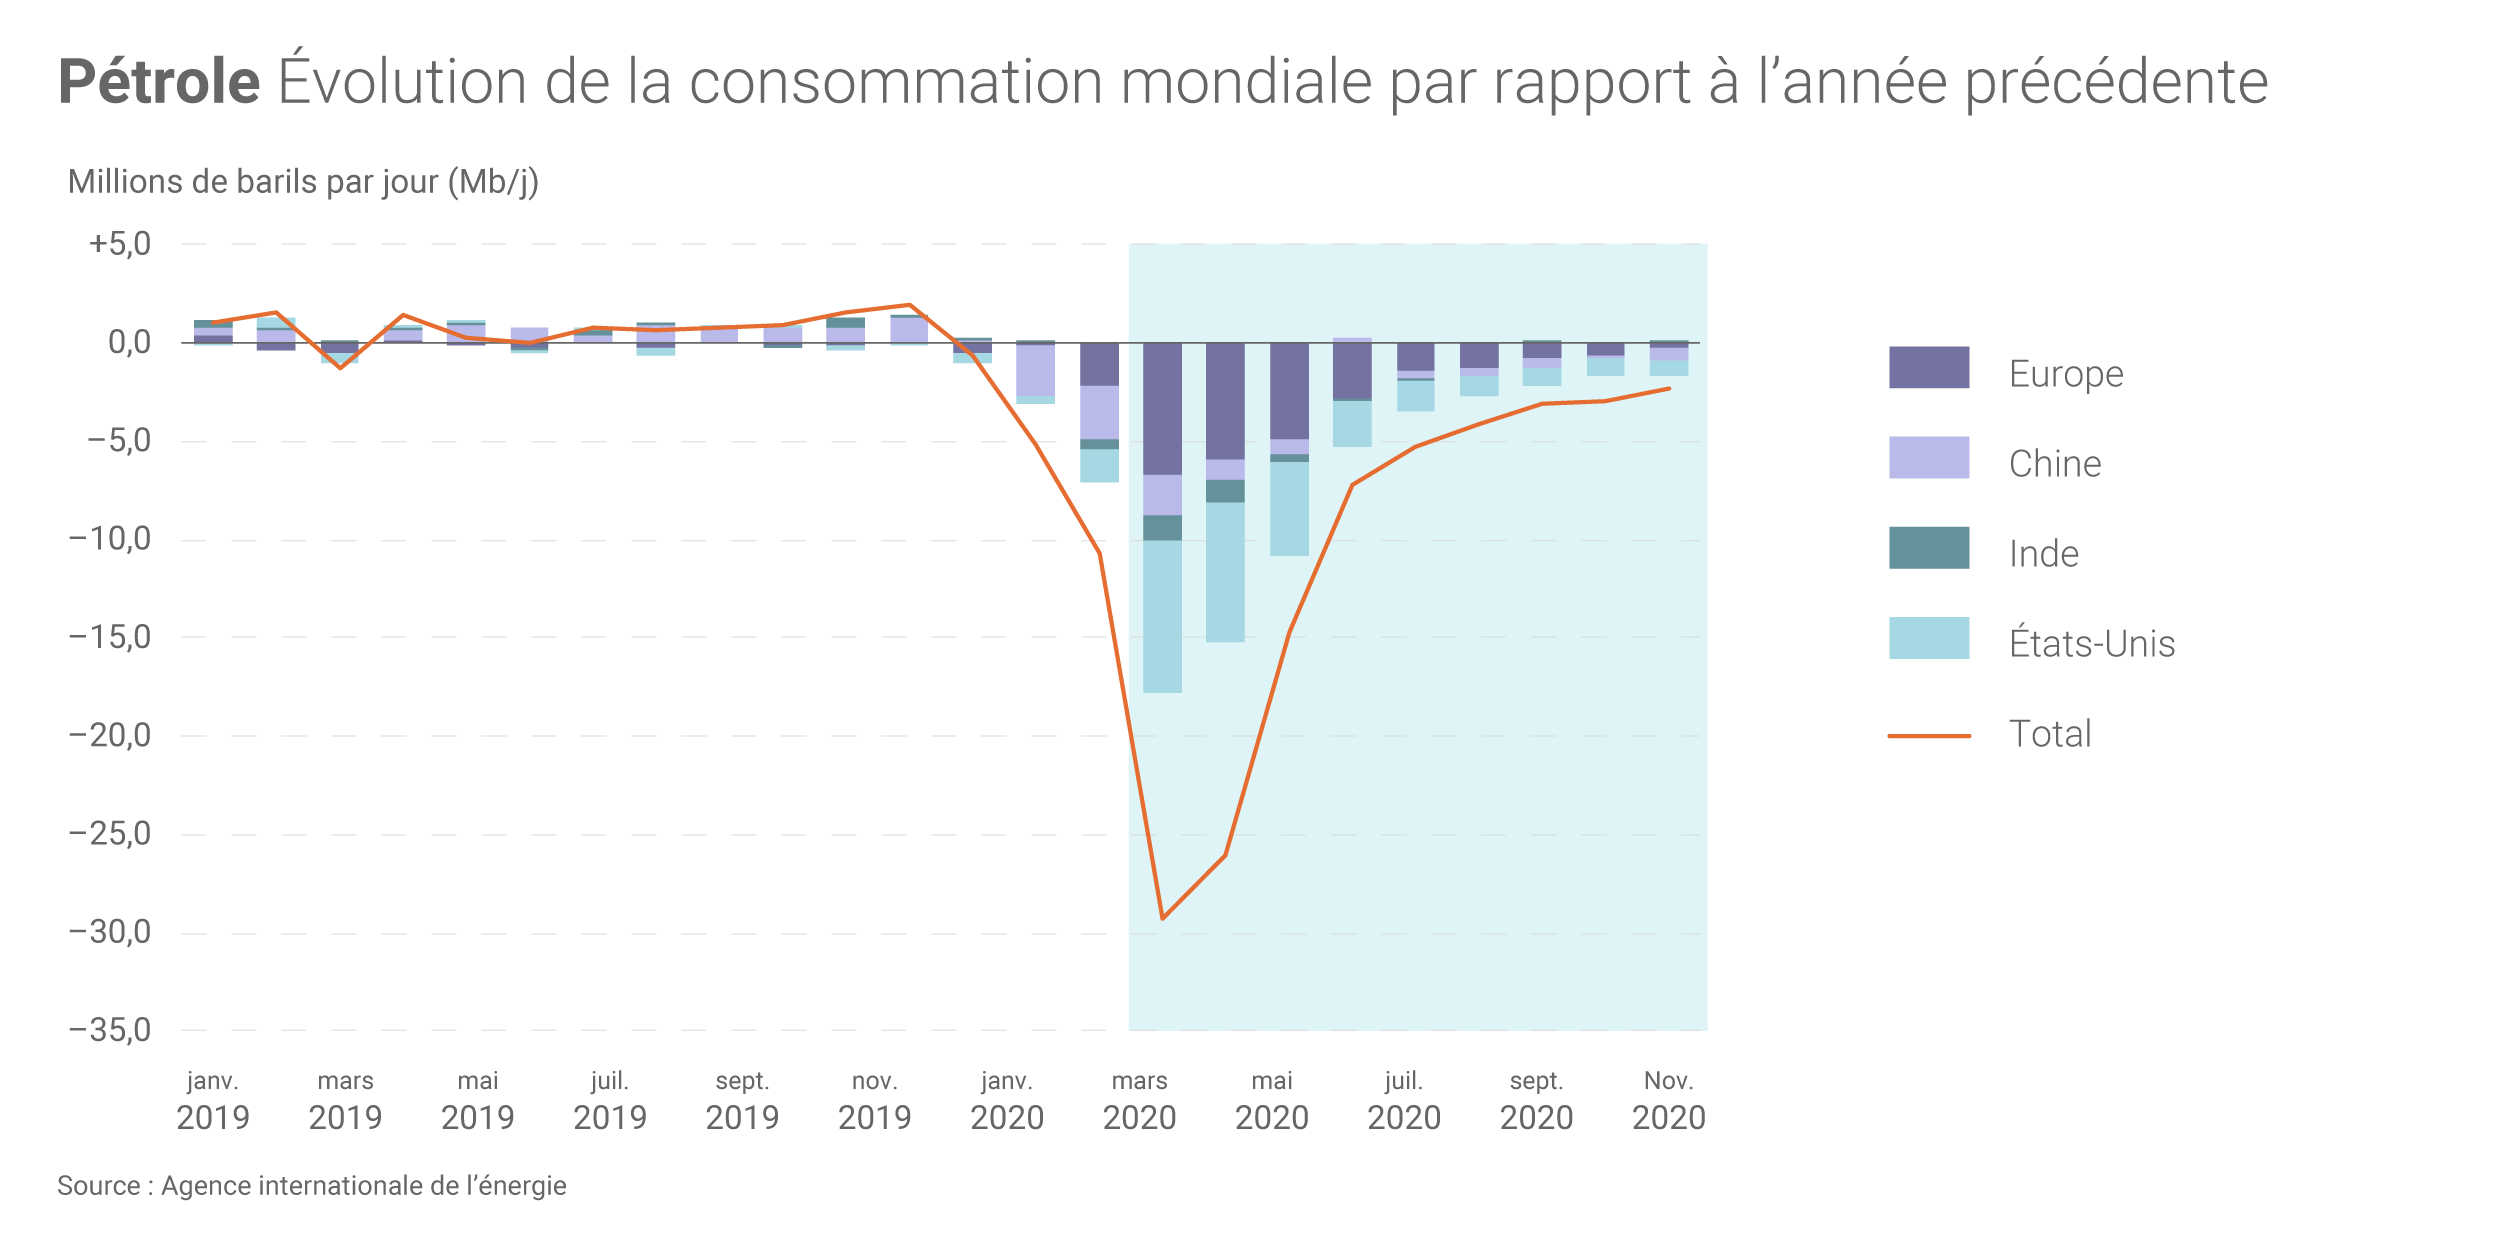 Pétrole Évolution de la consommation mondiale par rapport à l’année précédente
Millions de barils par jour (Mb/j)
+5,0
0,0
−5,0
−10,0
−15,0
−20,0
−25,0
−30,0
−35,0
janv. mars mai juil. sept. nov. janv. mars mai juil. sept. Nov.
2019 2019 2019 2019 2019 2019 2020 2020 2020 2020 2020 2020
Europe
Chine
Inde
États-Unis
Total
Source : Agence internationale de l’énergie